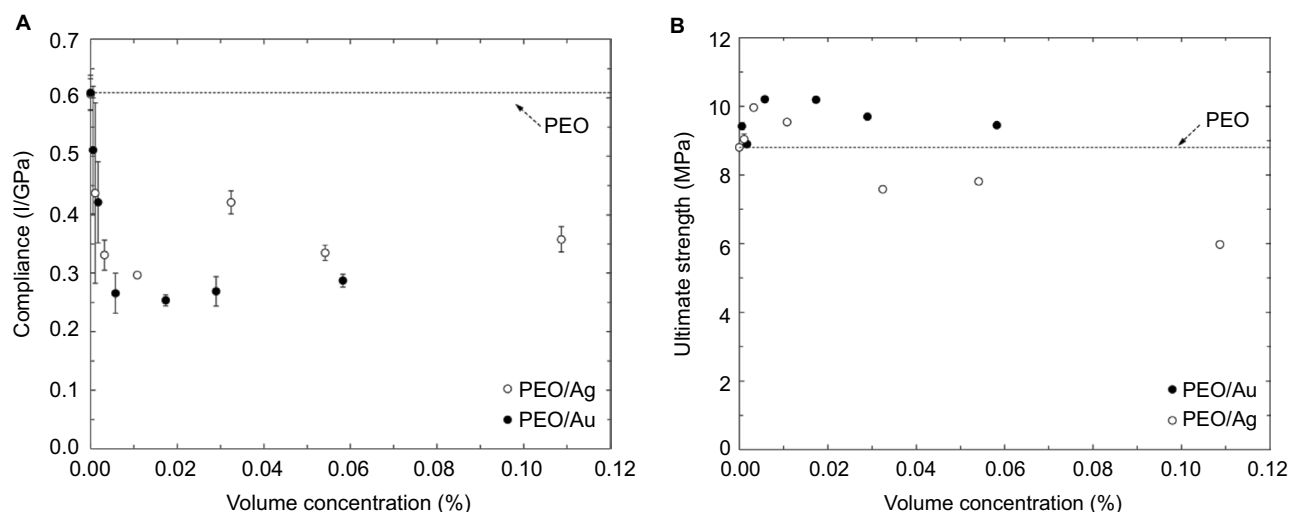 A
0.7
0.6
0.5
0.4
0.3
0.2
0.1
0.0
Compliance (I/GPa)
PEO
PEO/Ag
PEO/Au
0.00 0.02 0.04 0.06 0.08 0.10 0.12
Volume concentration (%)
B
12
10
8
6
4
2
0
Ultimate strength (MPa)
PEO
PEO/Au
PEO/Ag
0.00 0.02 0.04 0.06 0.08 0.10 0.12
Volume concentration (%)